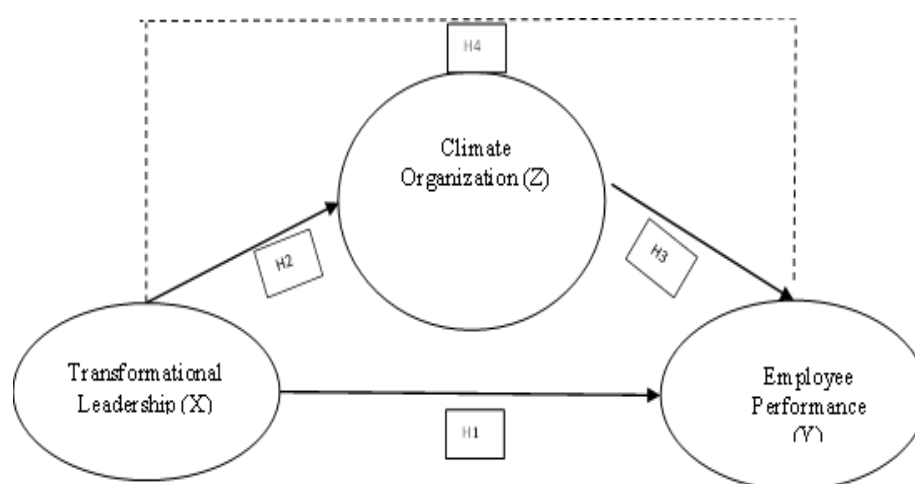 H4
Climate
Organization (Z)
H2
H3
Transformational
Leadership (X)
Employee
Performance
(Y)
H1